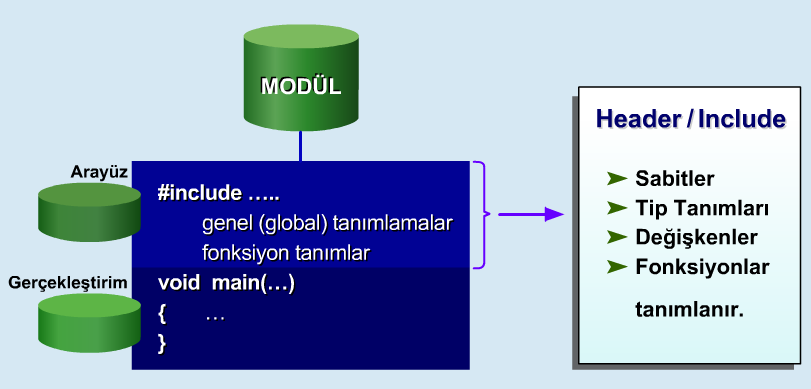 MODÜL
Arayüz
#include …..
genel (global) tanımlamalar
fonksiyon tanımlar
Gerçekleştirim
void main(…)
{ …
}
Header / Include
➤ Sabitler
➤ Tip Tanımları
➤ Değişkenler
➤ Fonksiyonlar
tanımlanır.